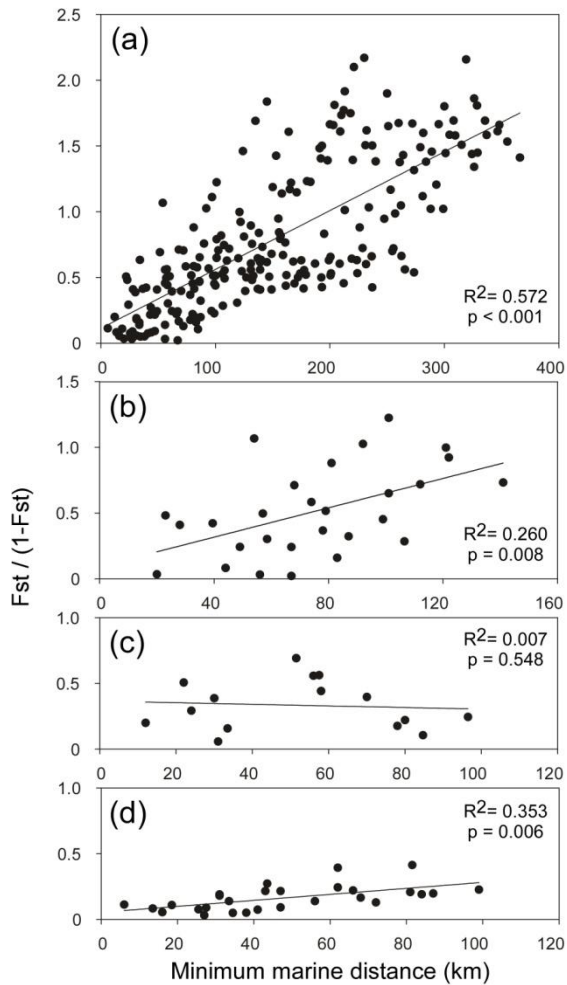 (a)
2.5
2.0
1.5
1.0
0.5
0
R2= 0.572
p < 0.001
0 100 200 300 400
(b)
1.5
1.0
0.5
0
R2= 0.260
p = 0.008
0 40 80 120 160
Fst / (1-Fst)
(c)
1.0
0.5
0
R2= 0.007
p = 0.548
20 40 60 80 100 120
(d)
1.0
0.5
0
R2= 0.353
p = 0.006
0 20 40 60 80 100 120
Minimum marine distance (km)